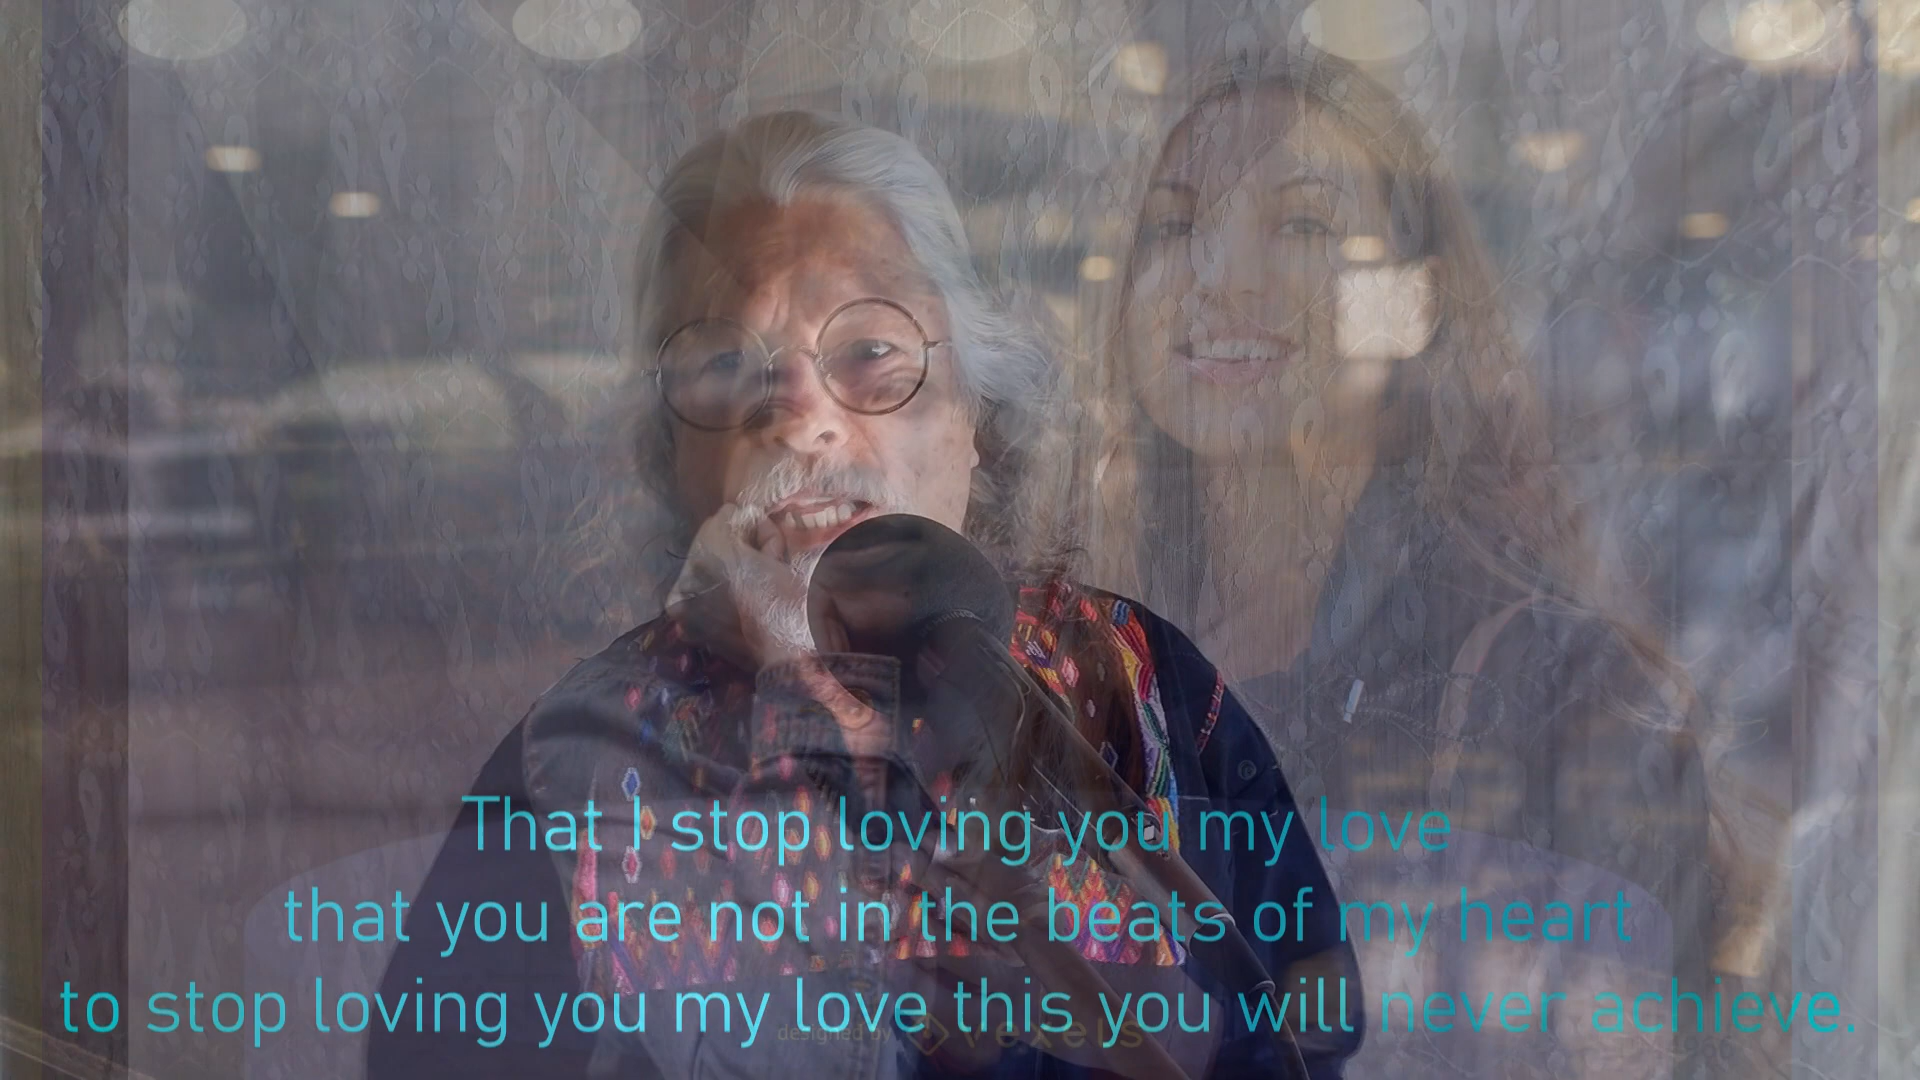 That I stop loving you my love
that you are not in the beats of my heart
to stop loving you my love this you will never achieve.
designed by vexels